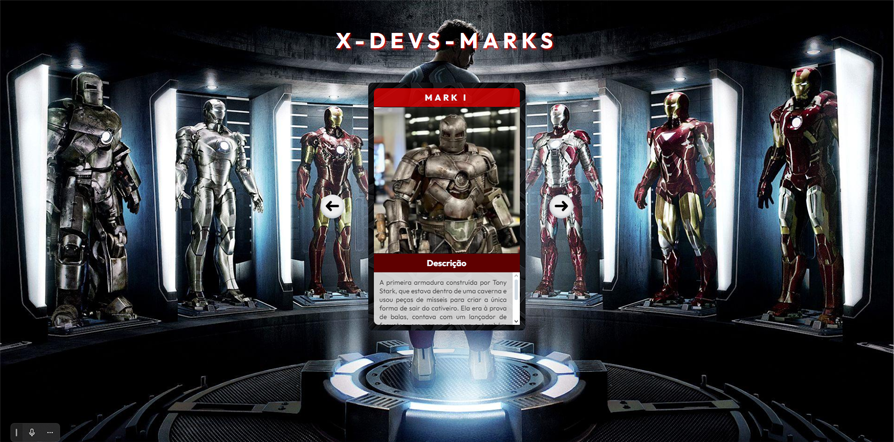 X-DEVS-MARKS
MARK I
Descrição
A primeira armadura construída por Tony
Stark, que estava dentro de uma caverna e
usou peças de mísseis para criar a única
forma de sair do cativeiro. Ela era à prova
de balas, contava com um lançador de